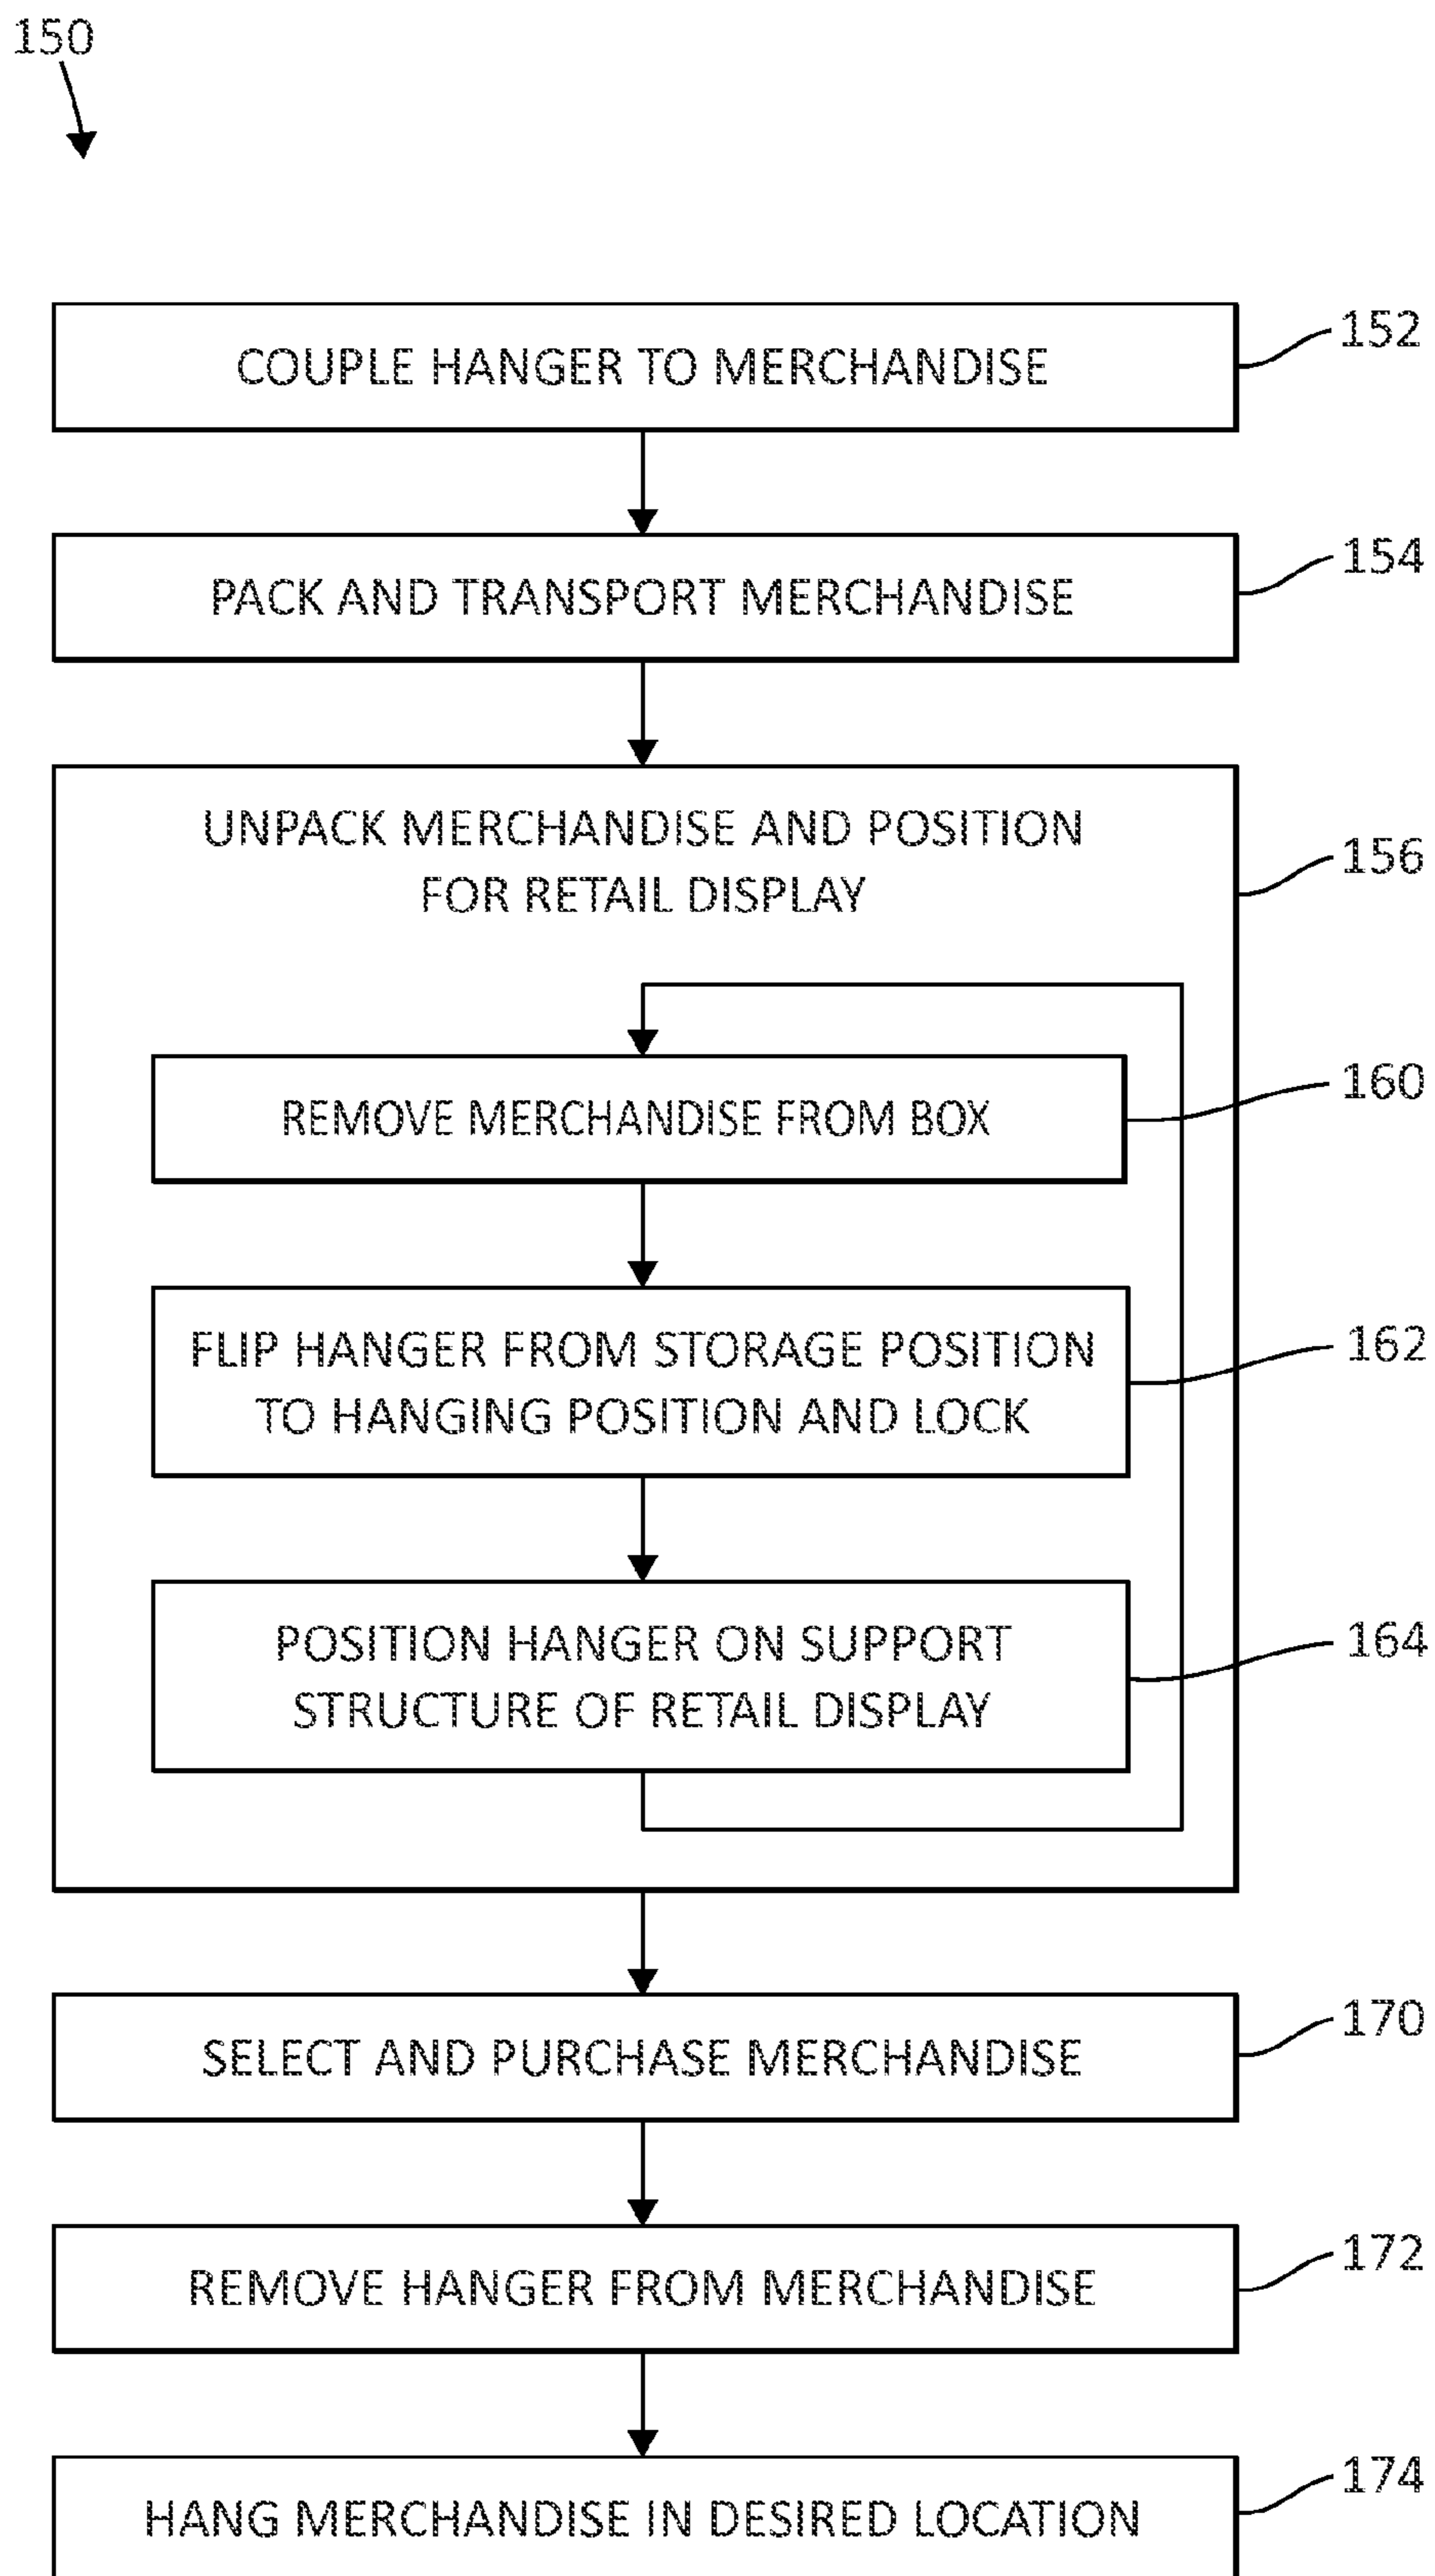 150
COUPLE HANGER TO MERCHANDISE
152
PACK AND TRANSPORT MERCHANDISE
154
UNPACK MERCHANDISE AND POSITION
FOR RETAIL DISPLAY
156
REMOVE MERCHANDISE FROM BOX
160
FLIP HANGER FROM STORAGE POSITION
TO HANGING POSITION AND LOCK
162
POSITION HANGER ON SUPPORT
STRUCTURE OF RETAIL DISPLAY
164
SELECT AND PURCHASE MERCHANDISE
170
REMOVE HANGER FROM MERCHANDISE
172
HANG MERCHANDISE IN DESIRED LOCATION
174